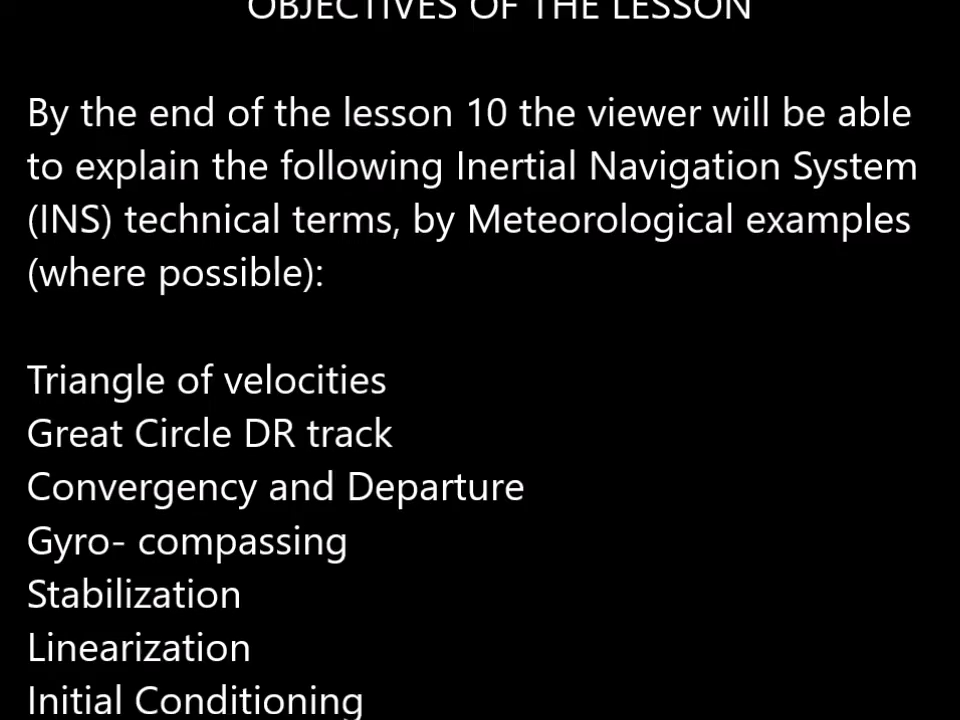 OBJECTIVES OF THE LESSON
By the end of the lesson 10 the viewer will be able
to explain the following Inertial Navigation System
(INS) technical terms, by Meteorological examples
(where possible):
Triangle of velocities
Great Circle DR track
Convergency and Departure
Gyro- compassing
Stabilization
Linearization
Initial Conditioning